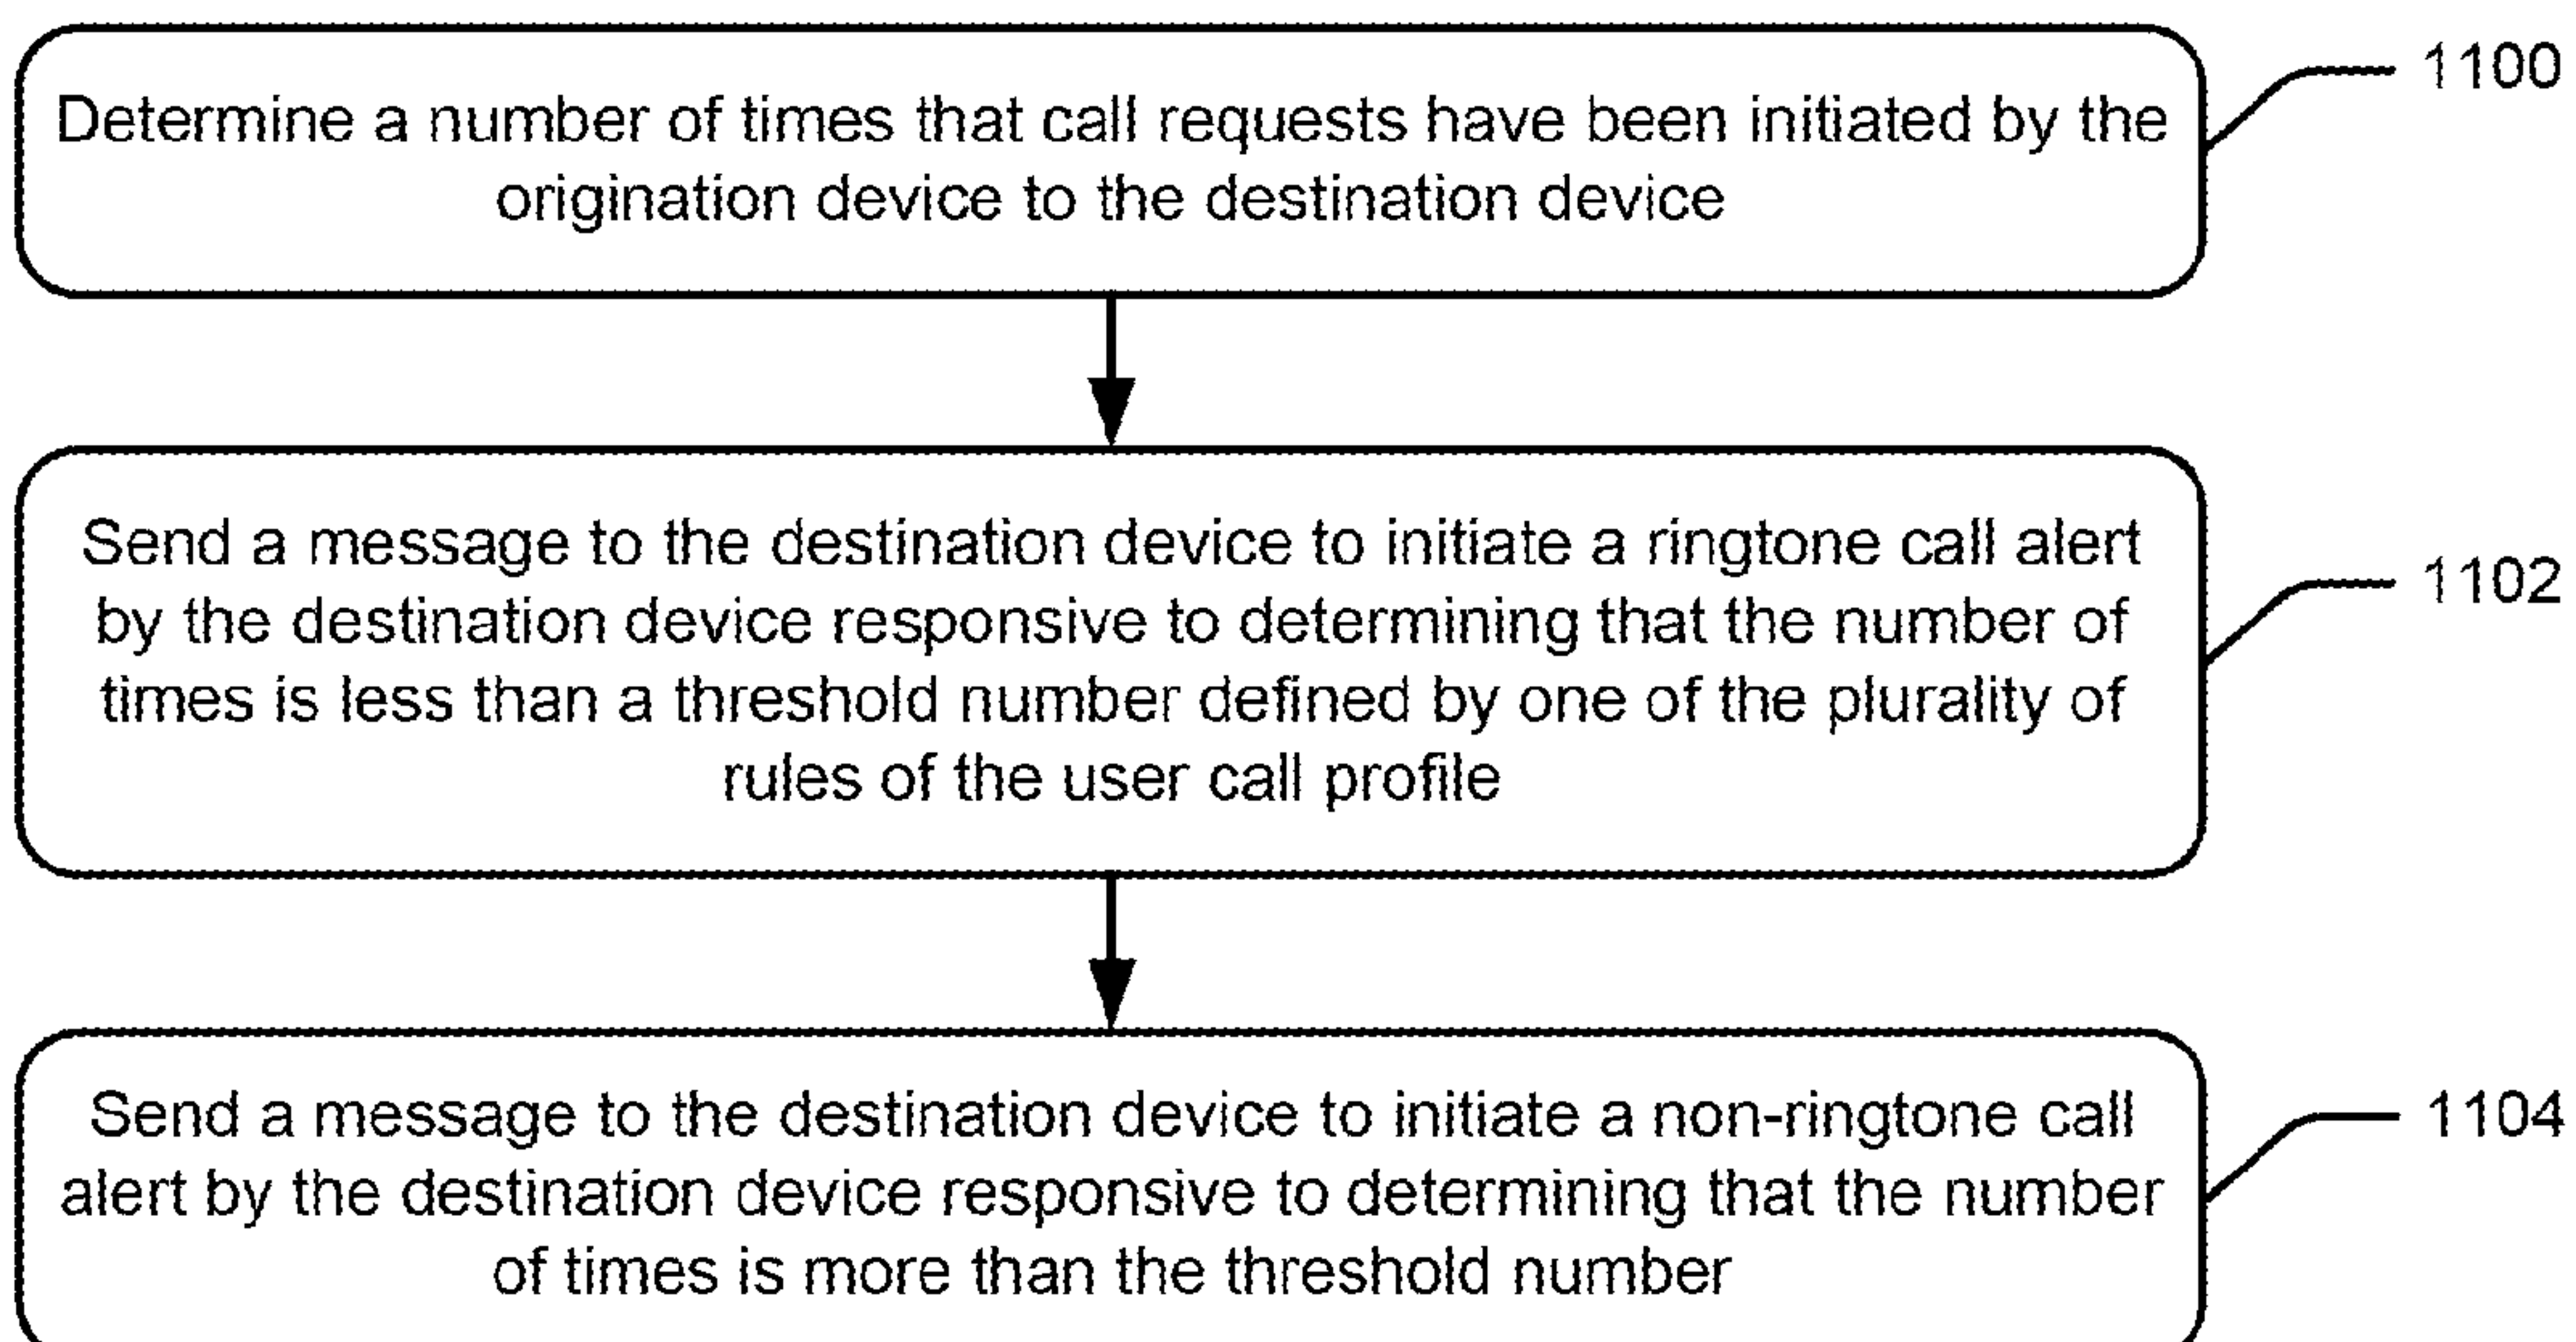 Determine a number of times that call requests have been initiated by the
origination device to the destination device
1100
Send a message to the destination device to initiate a ringtone call alert
by the destination device responsive to determining that the number of
times is less than a threshold number defined by one of the plurality of
rules of the user call profile
1102
Send a message to the destination device to initiate a non-ringtone call
alert by the destination device responsive to determining that the number
of times is more than the threshold number
1104